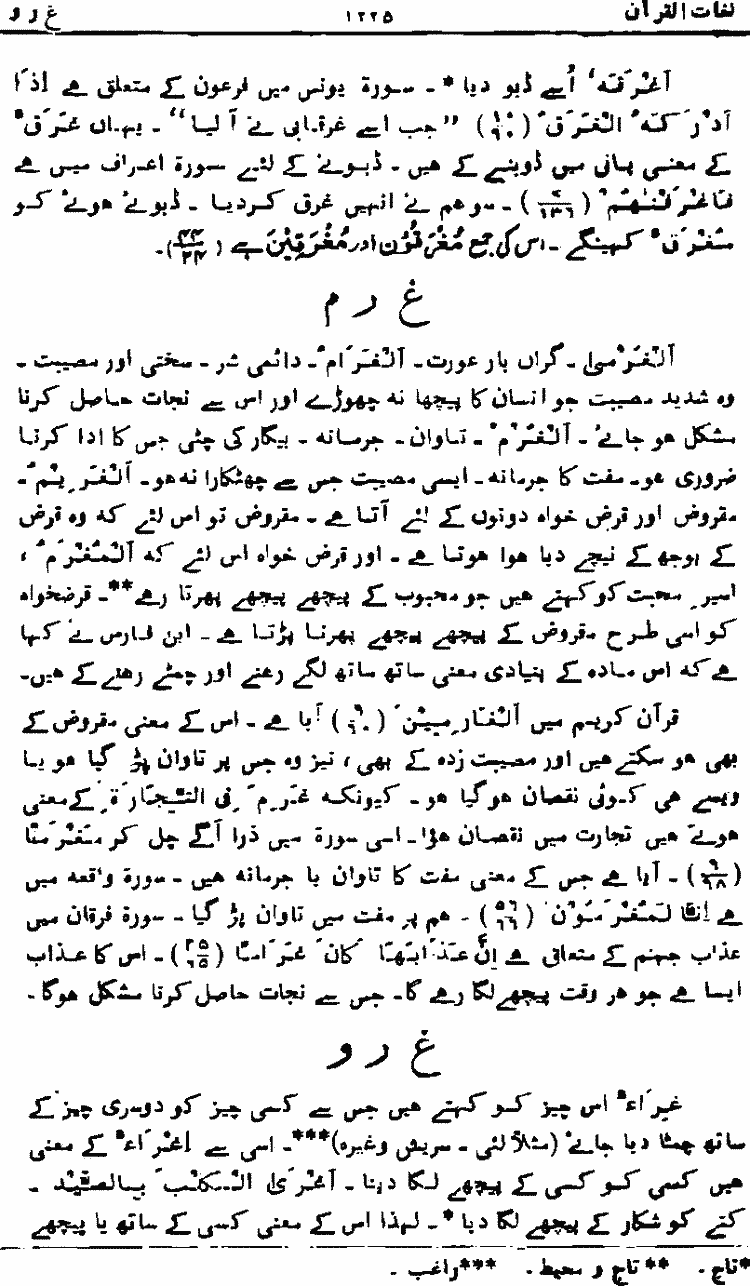 لغات القرآن ۱۲۲۵ غ ر و
اَغْرَقَہٗ اُسے ڈبو دیا *۔ سورۃ یونس میں فرعون کے متعلق ہے اِذَا
اَدْرَکَہُ الْغَرَقُ (۱۰/۹۰) ”جب اسے غرقابی نے آ لیا“۔ یہاں غَرَقٌ
کے معنی پانی میں ڈوبنے کے ہیں۔ ڈبونے کے لئے سورۃ اعراف میں ہے
فَاَغْرَقْنٰھُمْ (۷/۱۳۶)۔ سو ہم نے انہیں غرق کردیا۔ ڈبوئے ہوئے کو
مُغْرَقٌ کہینگے۔ اس کی جمع مُغْرَقُوْن اور مُغْرَقِیْنَ ہے (۴۴/۲۴)۔
غ ر م
اَلْغَرْمیٰ۔ گراں بار عورت۔ اَلْغَرَامُ۔ دائمی شر۔ سختی اور مصیبت۔
وہ شدید مصیبت جو انسان کا پیچھا نہ چھوڑے اور اس سے نجات حاصل کرنا
مشکل ہو جائے۔ اَلْغُرْمُ۔ تاوان۔ جرمانہ۔ بیگار کی چٹی جس کا ادا کرنا
ضروری ہو۔ مفت کا جرمانہ۔ ایسی مصیبت جس سے چھٹکارا نہ ہو۔ اَلْغَرِیْمُ۔
مقروض اور قرض خواہ دونوں کے لئے آتا ہے۔ مقروض تو اس لئے کہ وہ قرض
کے بوجھ کے نیچے دبا ہوا ہوتا ہے۔ اور قرض خواہ اس لئے کہ اَلْمُغْرَمُ،
اسیرِ محبت کو کہتے ہیں جو محبوب کے پیچھے پیچھے پھرتا رہے**۔ قرضخواہ
کو اسی طرح مقروض کے پیچھے پیچھے پھرنا پڑتا ہے۔ ابن فارس نے کہا
ہے کہ اس مادہ کے بنیادی معنی ساتھ ساتھ لگے رہنے اور چمٹے رہنے کے ہیں۔
قرآن کریم میں اَلْغَارِمِیْنَ (۹/۶۰) آیا ہے۔ اس کے معنی مقروض کے
بھی ہو سکتے ہیں اور مصیبت زدہ کے بھی، نیز وہ جس پر تاوان پڑ گیا ہو یا
ویسے ہی کوئی نقصان ہوگیا ہو۔ کیونکہ غَرِمَ فِی التِّجَارَۃِ کے معنی
ہوتے ہیں تجارت میں نقصان ہؤا۔ اسی سورۃ میں ذرا آگے چل کر مَغْرَمًا
(۹/۹۸)۔ آیا ہے جس کے معنی مفت کا تاوان یا جرمانہ ہیں۔ سورۃ واقعہ میں
ہے اِنَّا لَمُغْرَمُوْنَ (۵۶/۶۶)۔ ہم پر مفت میں تاوان پڑ گیا۔ سورۃ فرقان میں
عذاب جہنم کے متعلق ہے اِنَّ عَذَابَھَا کَانَ غَرَامًا (۲۵/۶۵)۔ اس کا عذاب
ایسا ہے جو ہر وقت پیچھے لگا رہے گا۔ جس سے نجات حاصل کرنا مشکل ہوگا۔
غ ر و
غِرَاءٌ اس چیز کو کہتے ہیں جس سے کسی چیز کو دوسری چیز کے
ساتھ چمٹا دیا جائے (مثلاً لئی۔ سریش وغیرہ)***۔ اسی سے اِغْرَاءٌ کے معنی
ہیں کسی کو کسی کے پیچھے لگا دینا۔ اَغْرَی الْکَلْبَ بِالصَّیْدِ۔
کتے کو شکار کے پیچھے لگا دیا *۔ لہذا اس کے معنی کسی کے ساتھ یا پیچھے
*تاج۔ **تاج و محیط۔ ***راغب۔